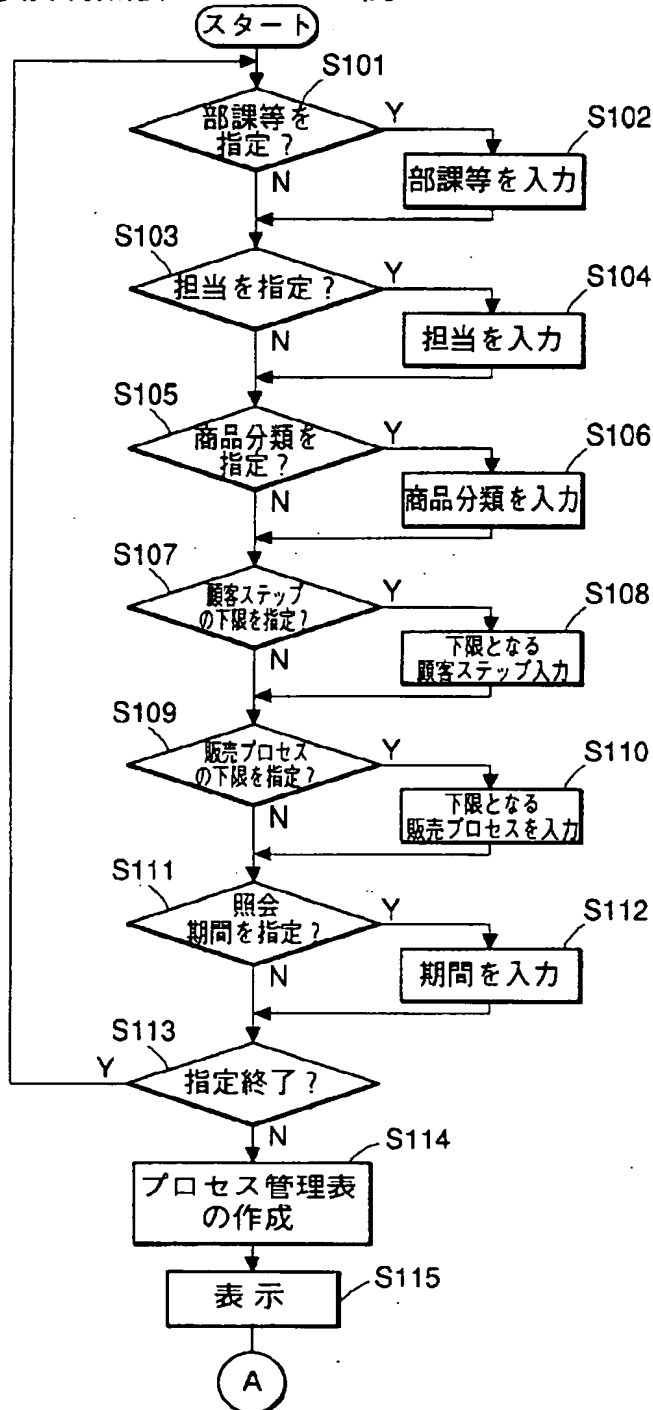 スタート
S101
部課等を
指定?
Y
N
S102
部課等を入力
S103
担当を指定?
Y
N
S104
担当を入力
S105
商品分類を
指定?
Y
N
S106
商品分類を入力
S107
顧客ステップ
の下限を指定?
Y
N
S108
下限となる
顧客ステップ入力
S109
販売プロセス
の下限を指定?
Y
N
S110
下限となる
販売プロセスを入力
S111
照会
期間を指定?
Y
N
S112
期間を入力
S113
指定終了?
Y
N
S114
プロセス管理表
の作成
S115
表示
A